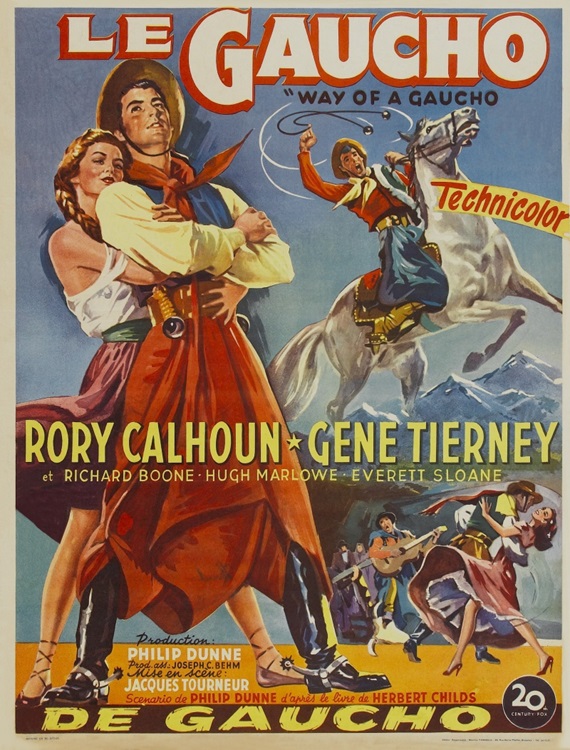 LE GAUCHO
"WAY OF A GAUCHO
Technicolor
RORY CALHOUN ★ GENE TIERNEY
et RICHARD BOONE · HUGH MARLOWE · EVERETT SLOANE
Production:
PHILIP DUNNE
Prod. ass: JOSEPH C. BEHM
Mise en scène:
JACQUES TOURNEUR
Scenario de PHILIP DUNNE d'après le livre de HERBERT CHILDS
20
CENTURY-FOX
DE GAUCHO